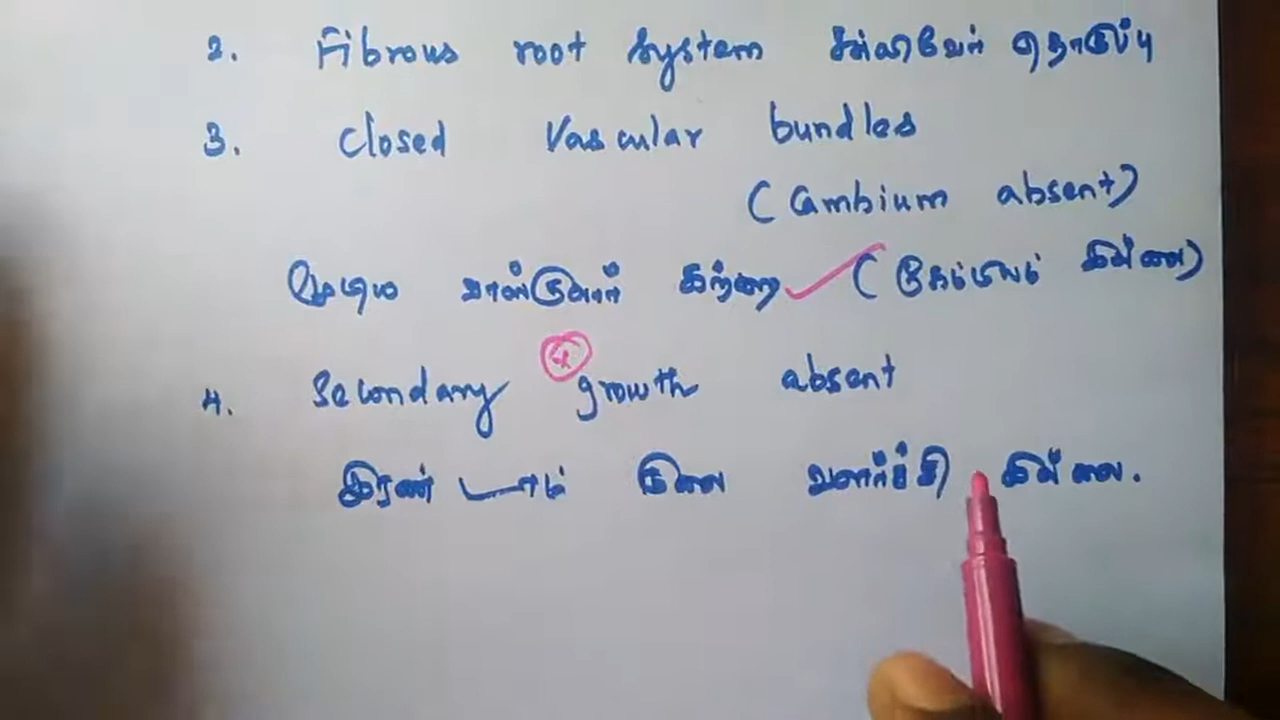 2. Fibrous root system சல்லிவேர் தொகுப்பு
3. Closed Vascular bundles
(Cambium absent)
மூடிய வாஸ்குலார் கற்றை (கேம்பியம் இல்லை)
4. Secondary growth absent
இரண்டாம் நிலை வளர்ச்சி இல்லை.